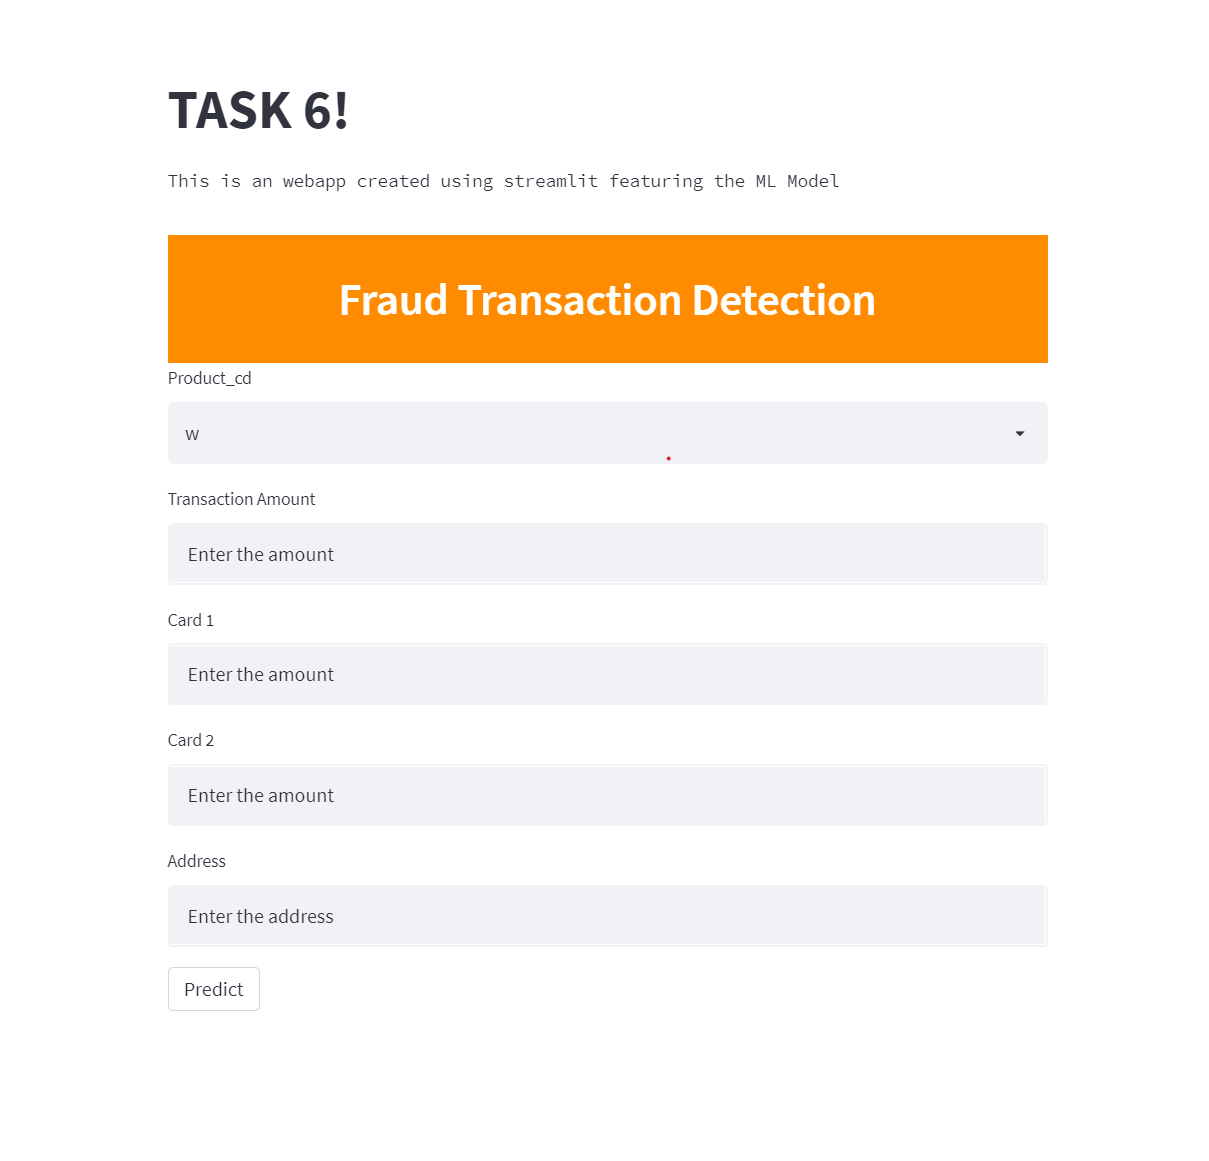 TASK 6!
This is an webapp created using streamlit featuring the ML Model
Fraud Transaction Detection
Product_cd
w
Transaction Amount
Enter the amount
Card 1
Enter the amount
Card 2
Enter the amount
Address
Enter the address
Predict